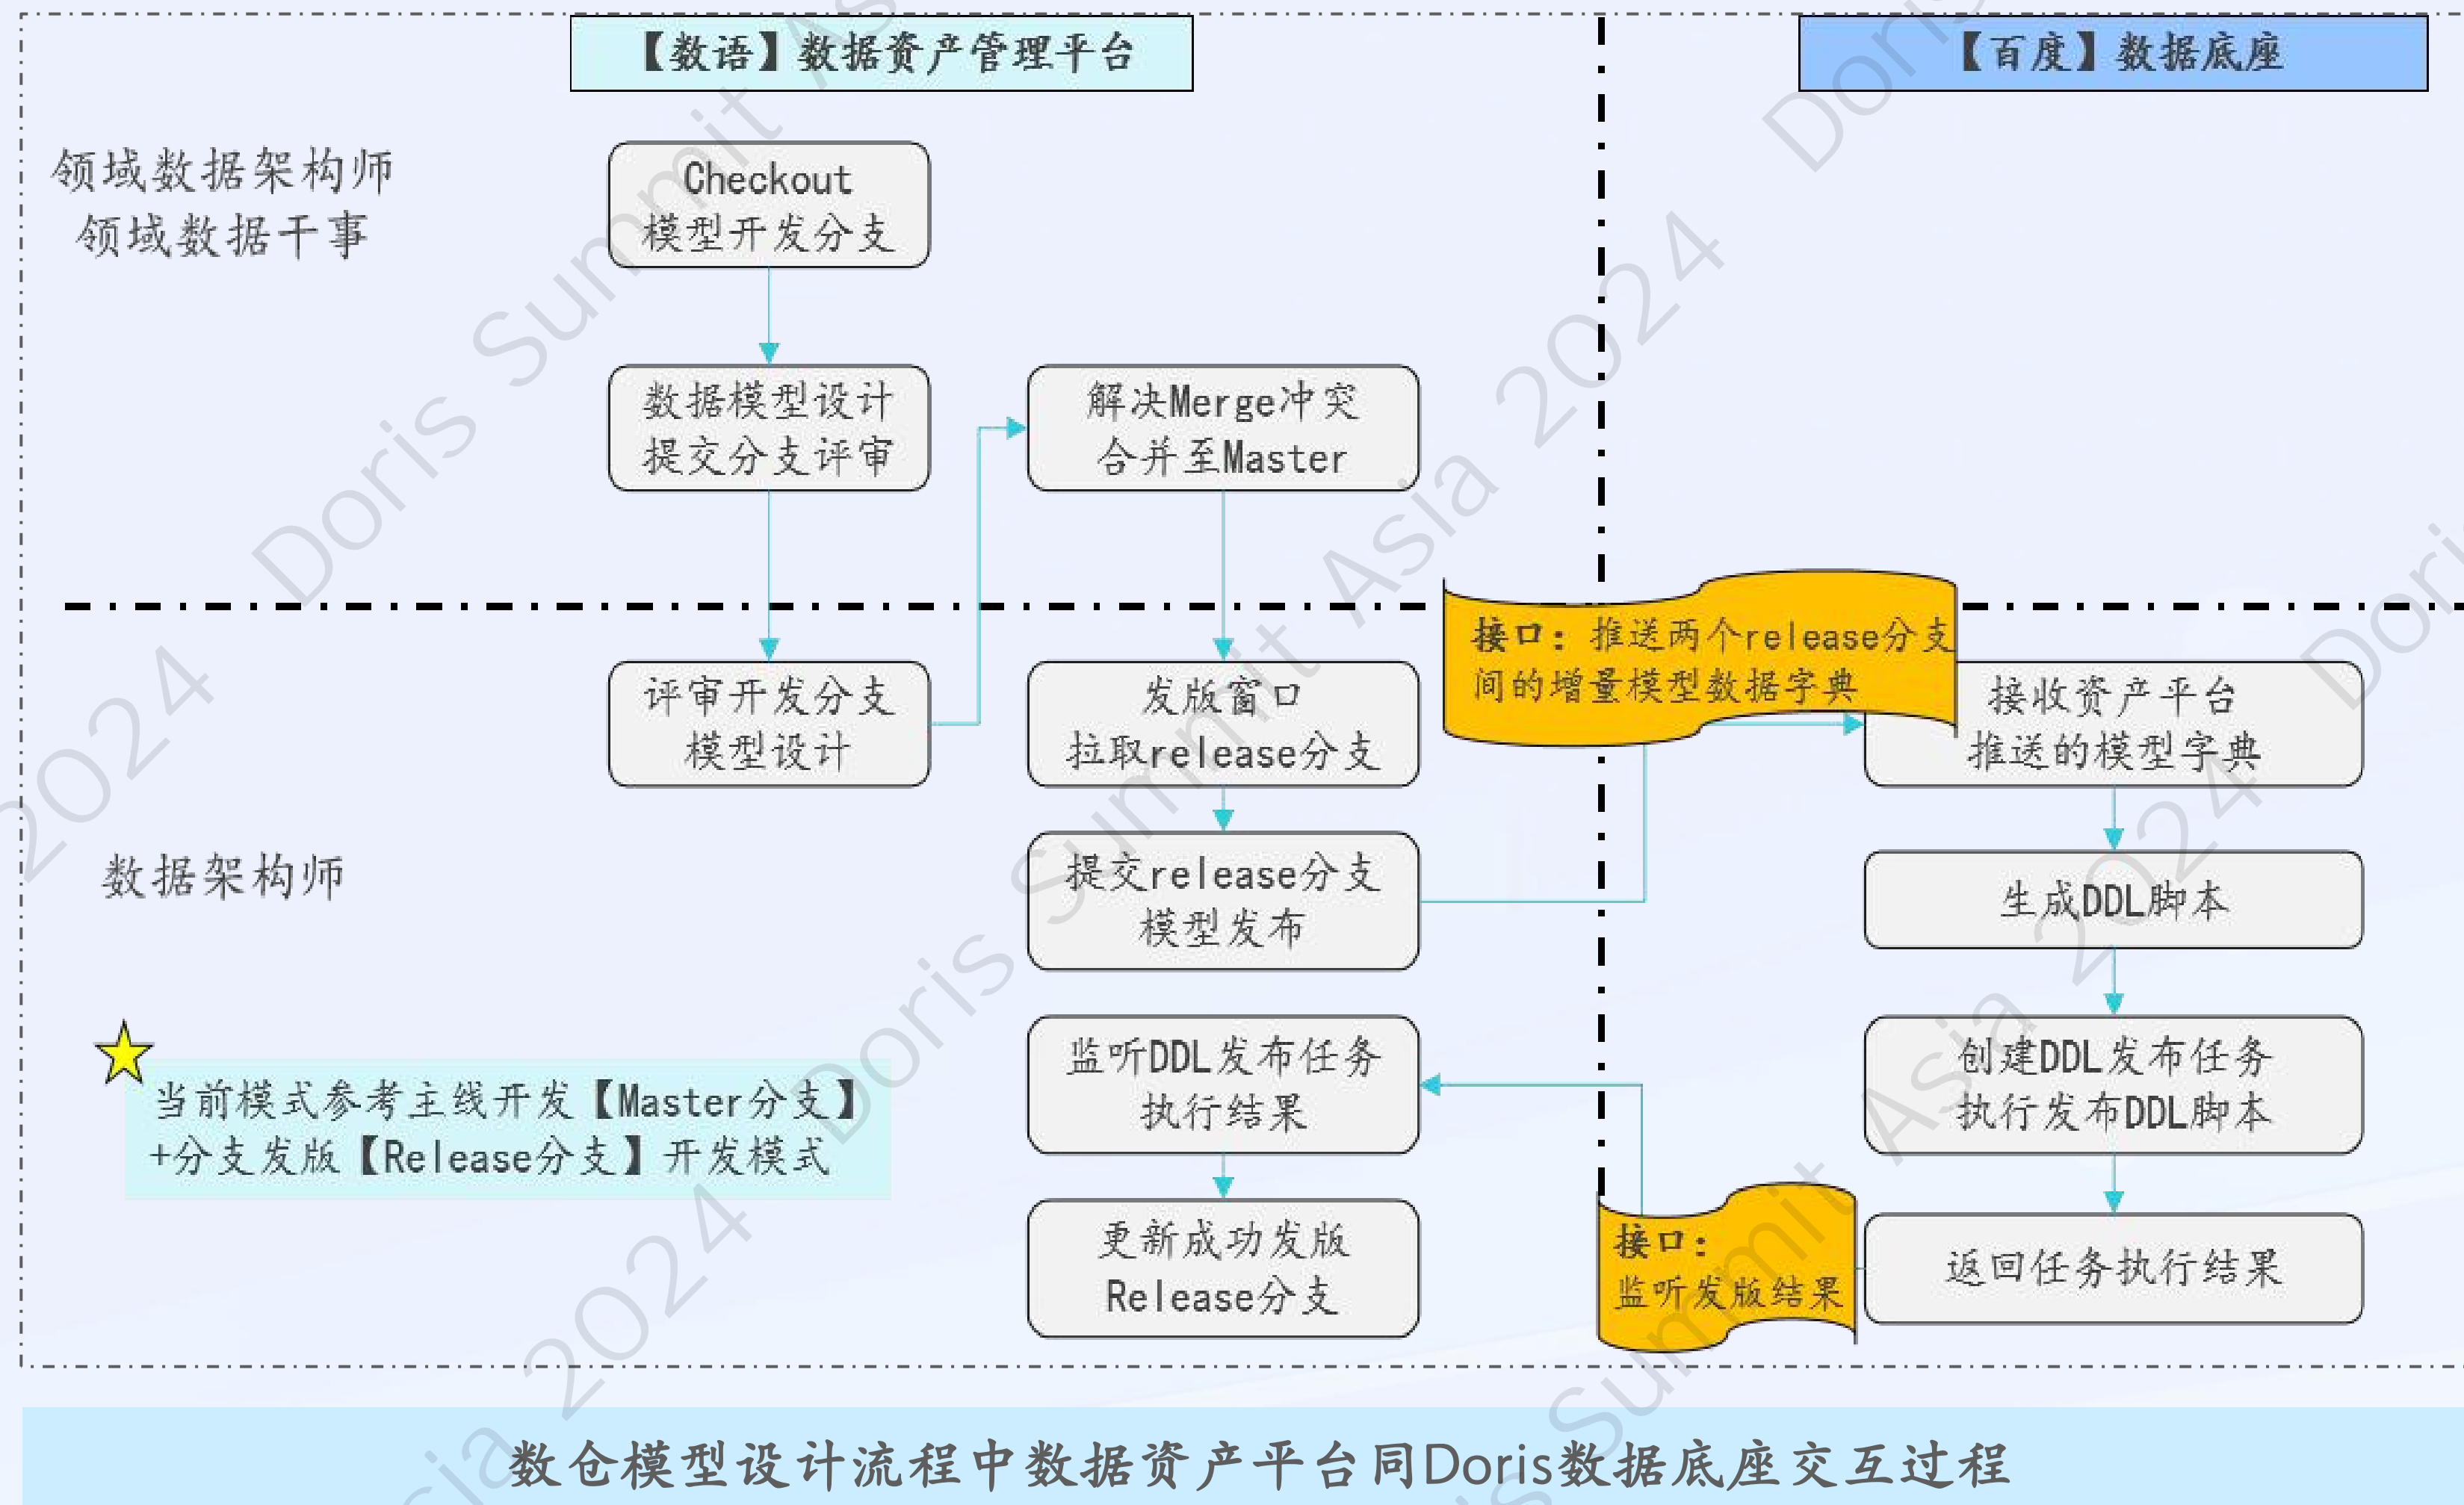 【数语】数据资产管理平台
【百度】数据底座
领域数据架构师
领域数据干事
Checkout
模型开发分支
数据模型设计
提交分支评审
解决Merge冲突
合并至Master
接口：推送两个release分支
间的增量模型数据字典
评审开发分支
模型设计
发版窗口
拉取release分支
接收资产平台
推送的模型字典
数据架构师
提交release分支
模型发布
生成DDL脚本
监听DDL发布任务
执行结果
创建DDL发布任务
执行发布DDL脚本
当前模式参考主线开发【Master分支】
+分支发版【Release分支】开发模式
更新成功发版
Release分支
接口：
监听发版结果
返回任务执行结果
数仓模型设计流程中数据资产平台同Doris数据底座交互过程
Doris Summit Asia 2024
Doris Summit Asia 2024
Doris Summit Asia 2024